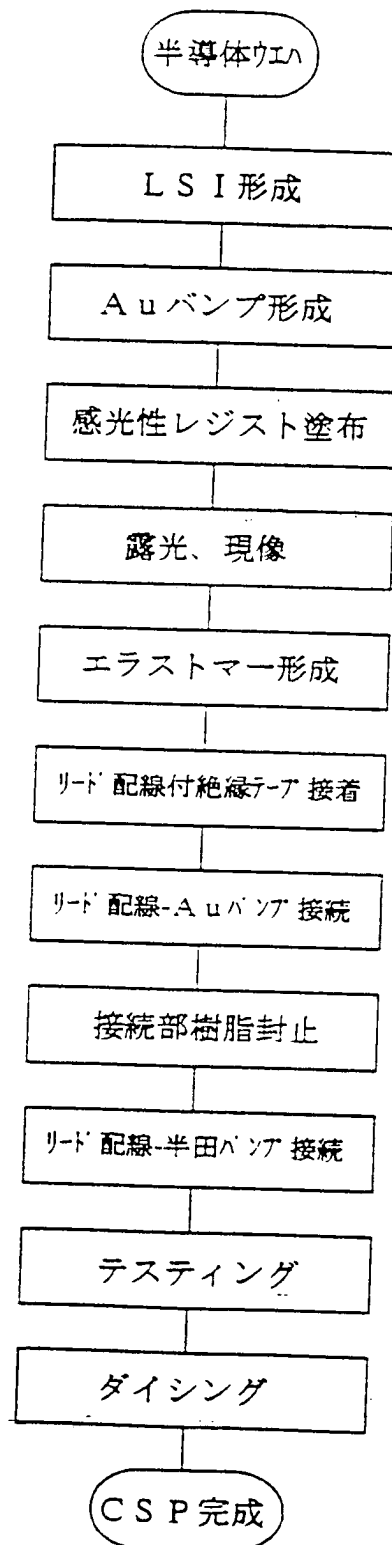 半導体ｳｴﾊ
ＬＳＩ形成
Ａｕバンプ形成
感光性レジスト塗布
露光、現像
エラストマー形成
ﾘｰﾄﾞ配線付絶縁ﾃｰﾌﾟ接着
ﾘｰﾄﾞ配線-Ａｕﾊﾞﾝﾌﾟ接続
接続部樹脂封止
ﾘｰﾄﾞ配線-半田ﾊﾞﾝﾌﾟ接続
テスティング
ダイシング
ＣＳＰ完成